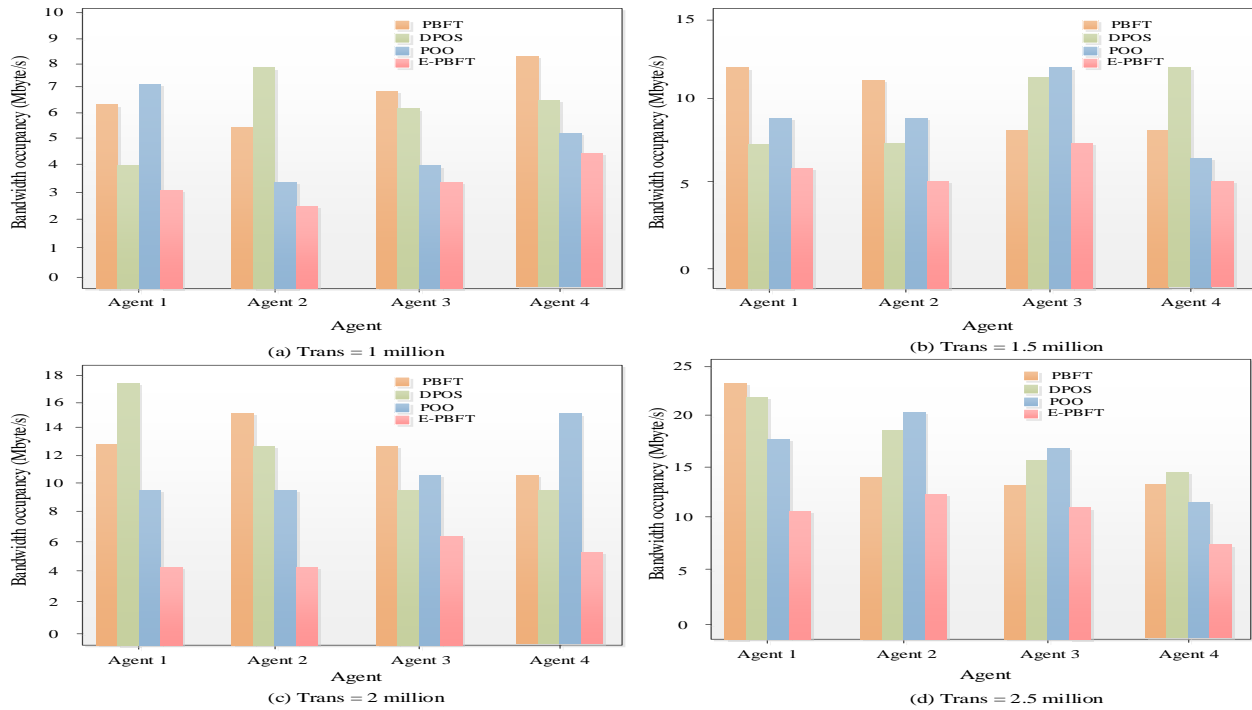 Bandwidth occupancy (Mbyte/s)
10
9
8
7
6
5
4
3
2
1
0
PBFT
DPOS
POO
E-PBFT
Agent 1 Agent 2 Agent 3 Agent 4
Agent
(a) Trans = 1 million
Bandwidth occupancy (Mbyte/s)
15
10
5
0
PBFT
DPOS
POO
E-PBFT
Agent 1 Agent 2 Agent 3 Agent 4
Agent
(b) Trans = 1.5 million
Bandwidth occupancy (Mbyte/s)
18
16
14
12
10
8
6
4
2
0
PBFT
DPOS
POO
E-PBFT
Agent 1 Agent 2 Agent 3 Agent 4
Agent
(c) Trans = 2 million
Bandwidth occupancy (Mbyte/s)
25
20
15
10
5
0
PBFT
DPOS
POO
E-PBFT
Agent 1 Agent 2 Agent 3 Agent 4
Agent
(d) Trans = 2.5 million